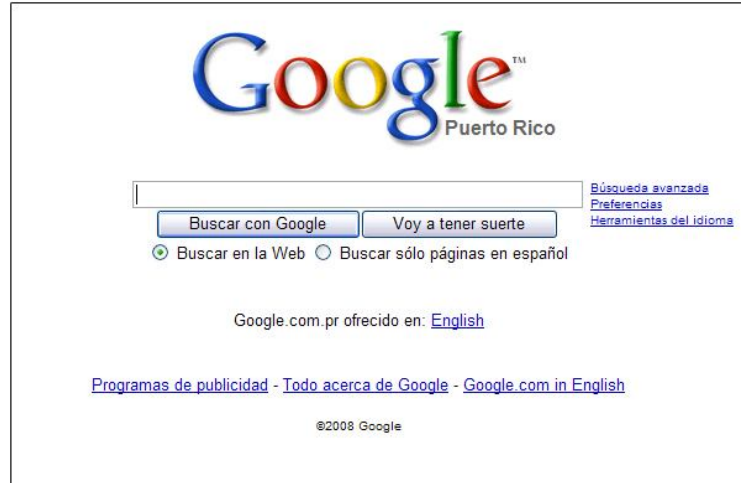 Google™
Puerto Rico
Búsqueda avanzada
Preferencias
Herramientas del idioma
Buscar con Google Voy a tener suerte
Buscar en la Web Buscar sólo páginas en español
Google.com.pr ofrecido en: English
Programas de publicidad - Todo acerca de Google - Google.com in English
©2008 Google